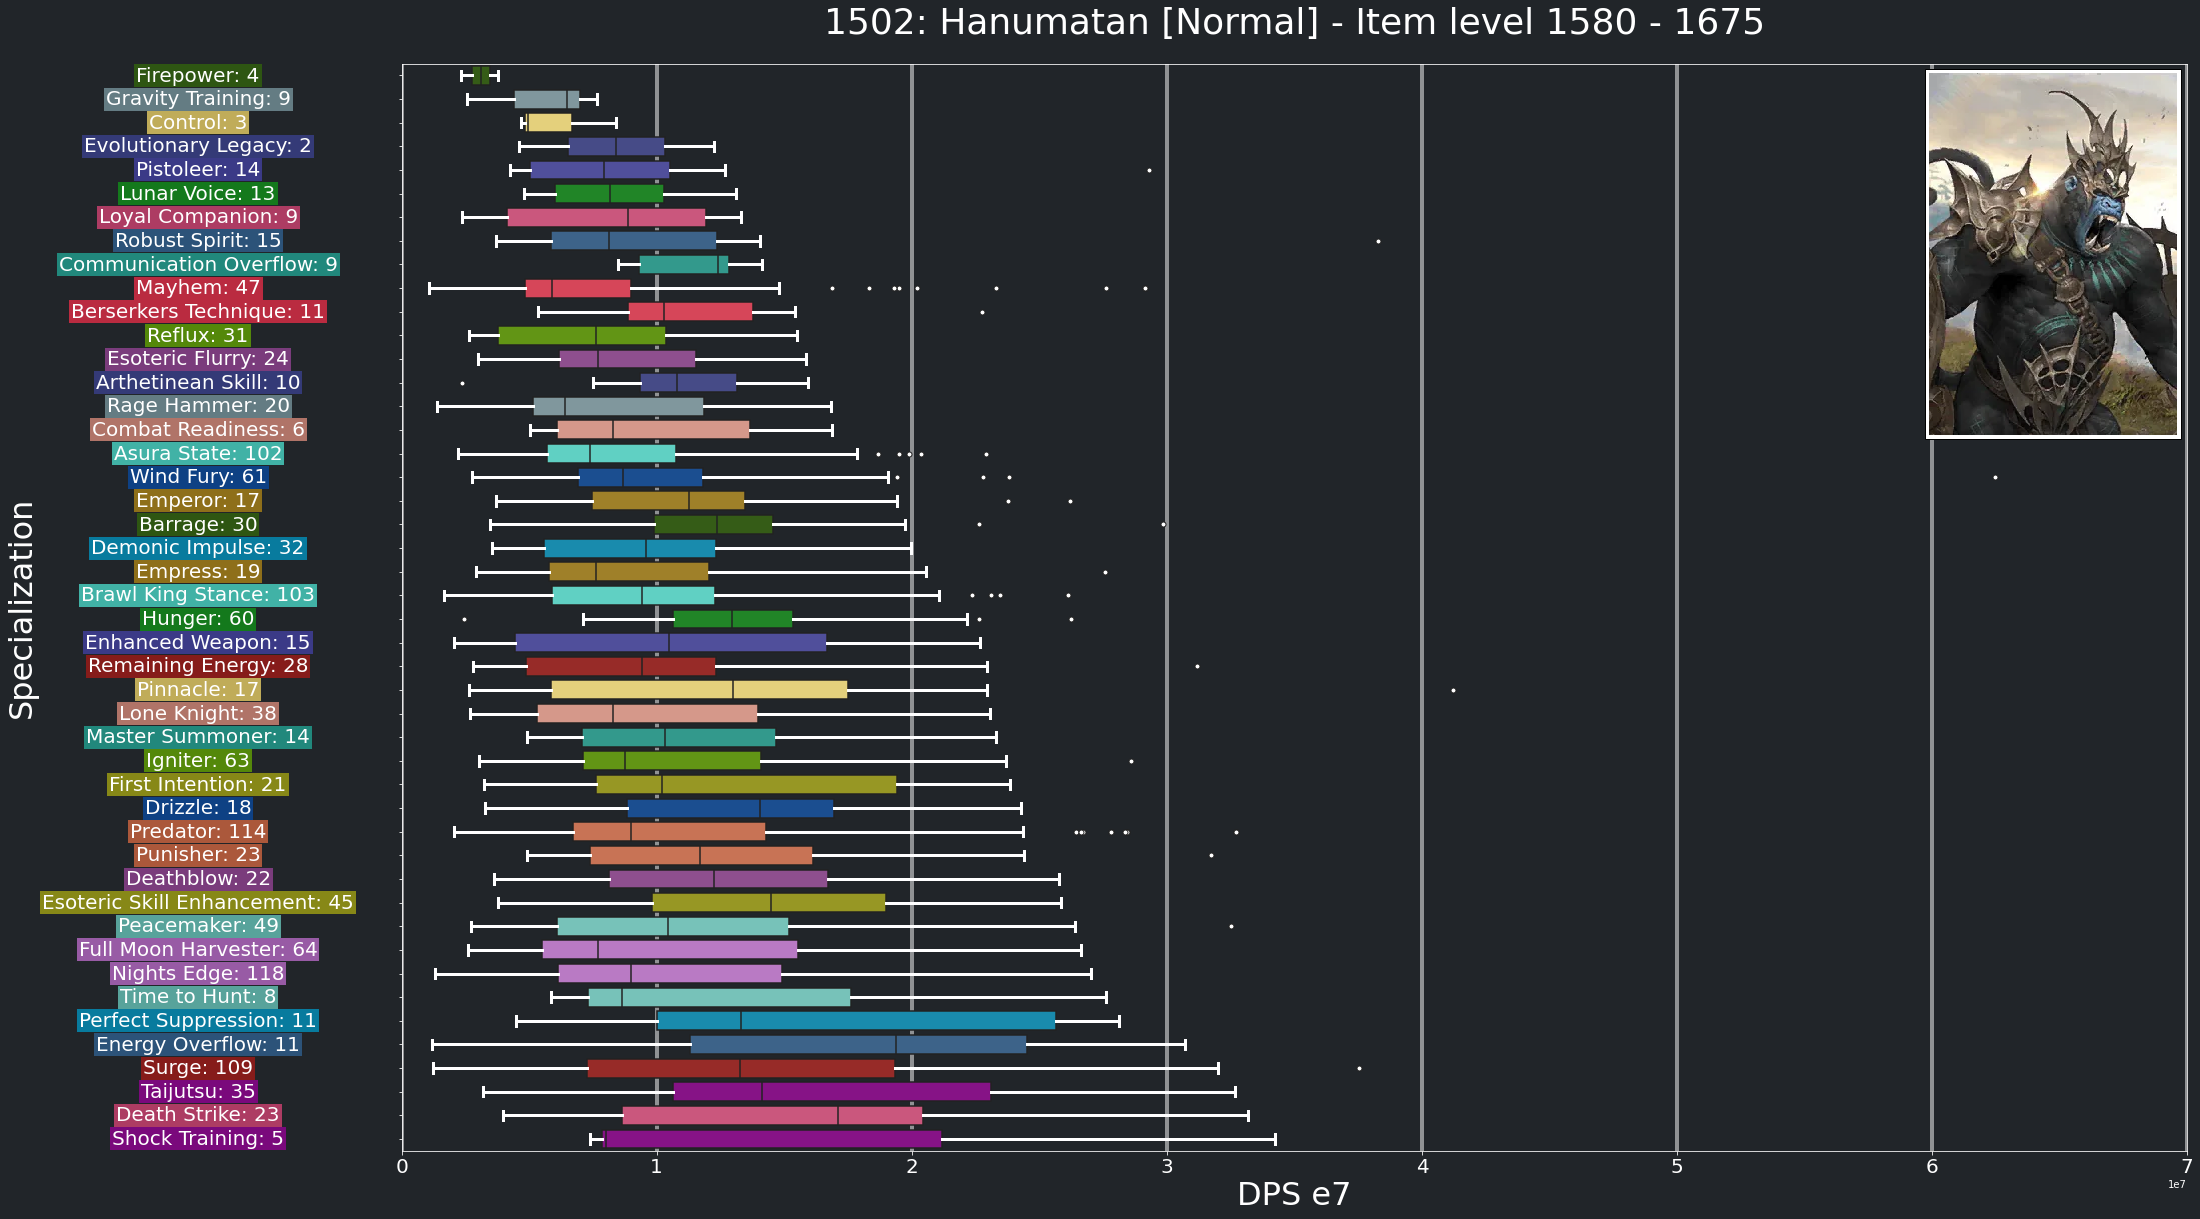 1502: Hanumatan [Normal] - Item level 1580 - 1675
Firepower: 4
Gravity Training: 9
Control: 3
Evolutionary Legacy: 2
Pistoleer: 14
Lunar Voice: 13
Loyal Companion: 9
Robust Spirit: 15
Communication Overflow: 9
Mayhem: 47
Berserkers Technique: 11
Reflux: 31
Esoteric Flurry: 24
Arthetinean Skill: 10
Rage Hammer: 20
Combat Readiness: 6
Asura State: 102
Wind Fury: 61
Emperor: 17
Barrage: 30
Demonic Impulse: 32
Empress: 19
Brawl King Stance: 103
Hunger: 60
Enhanced Weapon: 15
Remaining Energy: 28
Pinnacle: 17
Lone Knight: 38
Master Summoner: 14
Igniter: 63
First Intention: 21
Drizzle: 18
Predator: 114
Punisher: 23
Deathblow: 22
Esoteric Skill Enhancement: 45
Peacemaker: 49
Full Moon Harvester: 64
Nights Edge: 118
Time to Hunt: 8
Perfect Suppression: 11
Energy Overflow: 11
Surge: 109
Taijutsu: 35
Death Strike: 23
Shock Training: 5
Specialization
0 1 2 3 4 5 6 7
DPS e7
1e7